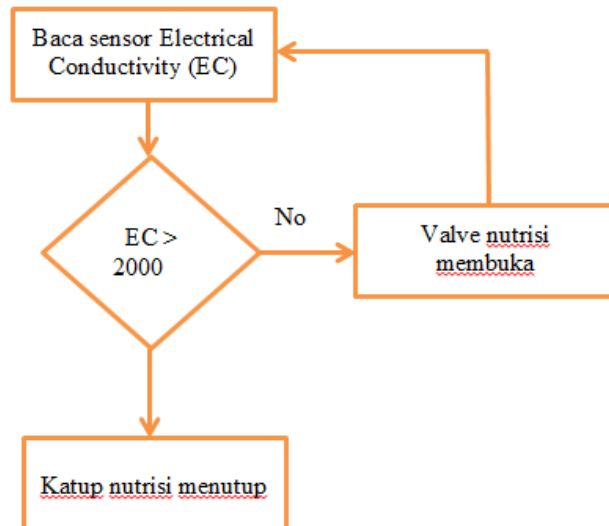 Baca sensor Electrical
Conductivity (EC)
EC >
2000
No
Valve nutrisi
membuka
Katup nutrisi menutup